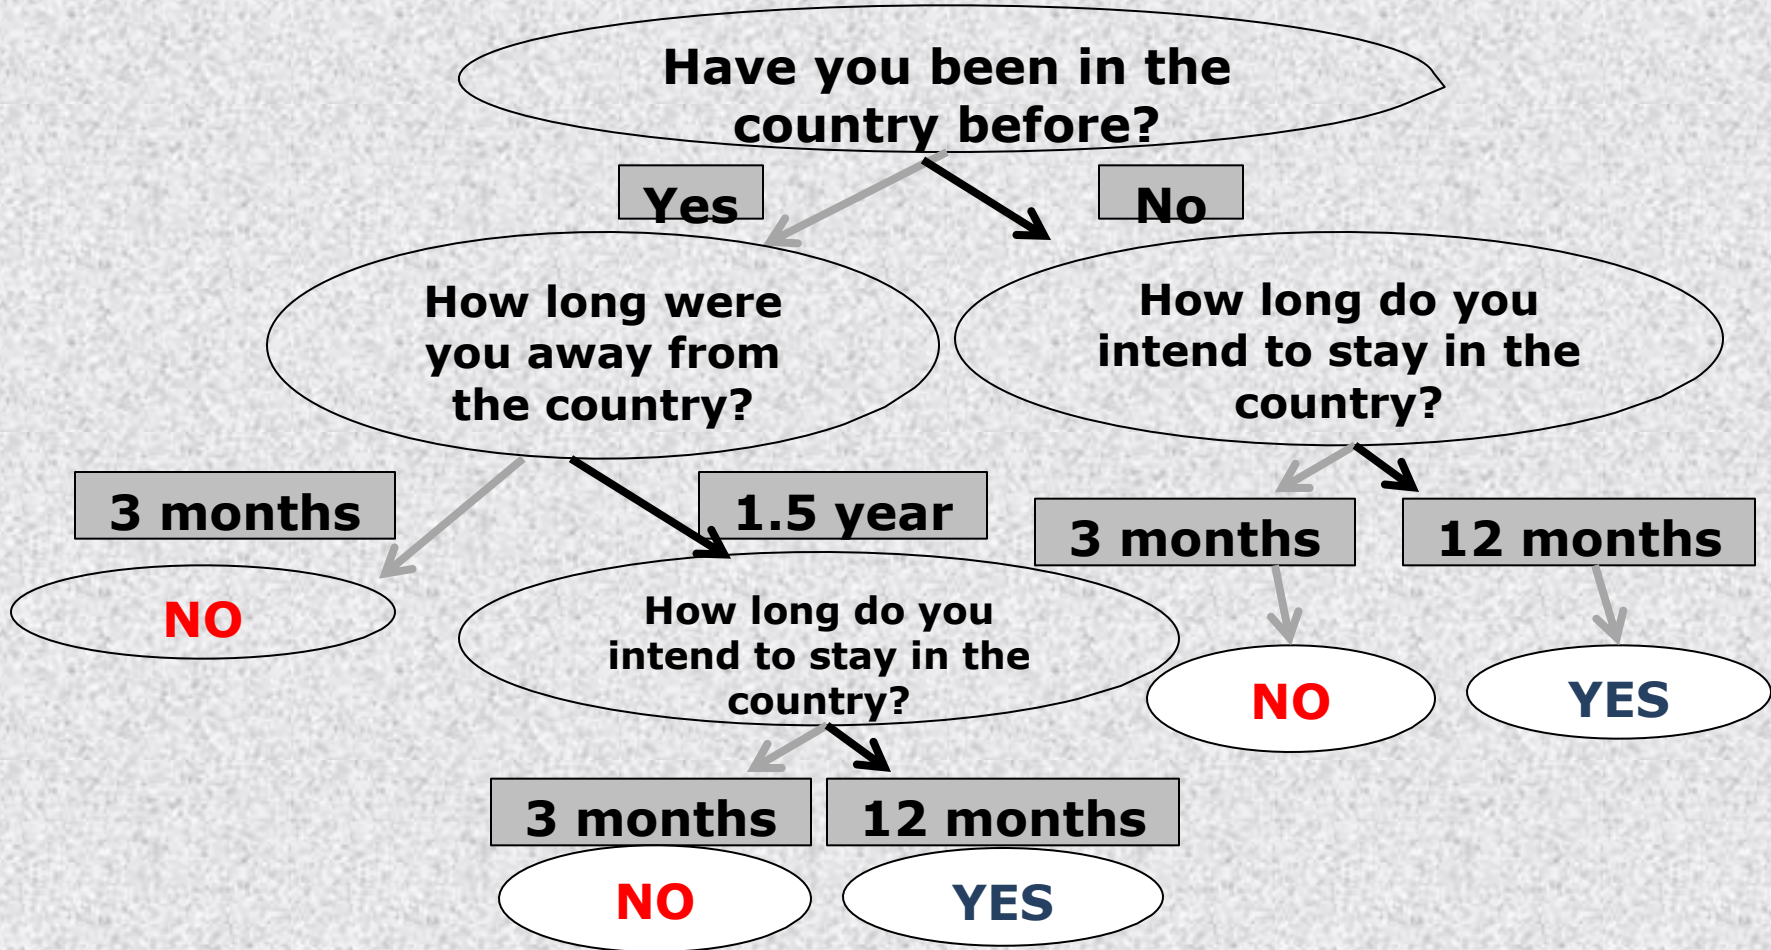 Have you been in the
country before?
Yes
No
How long were
you away from
the country?
How long do you
intend to stay in the
country?
3 months
1.5 year
3 months
12 months
NO
How long do you
intend to stay in the
country?
NO
YES
3 months
12 months
NO
YES